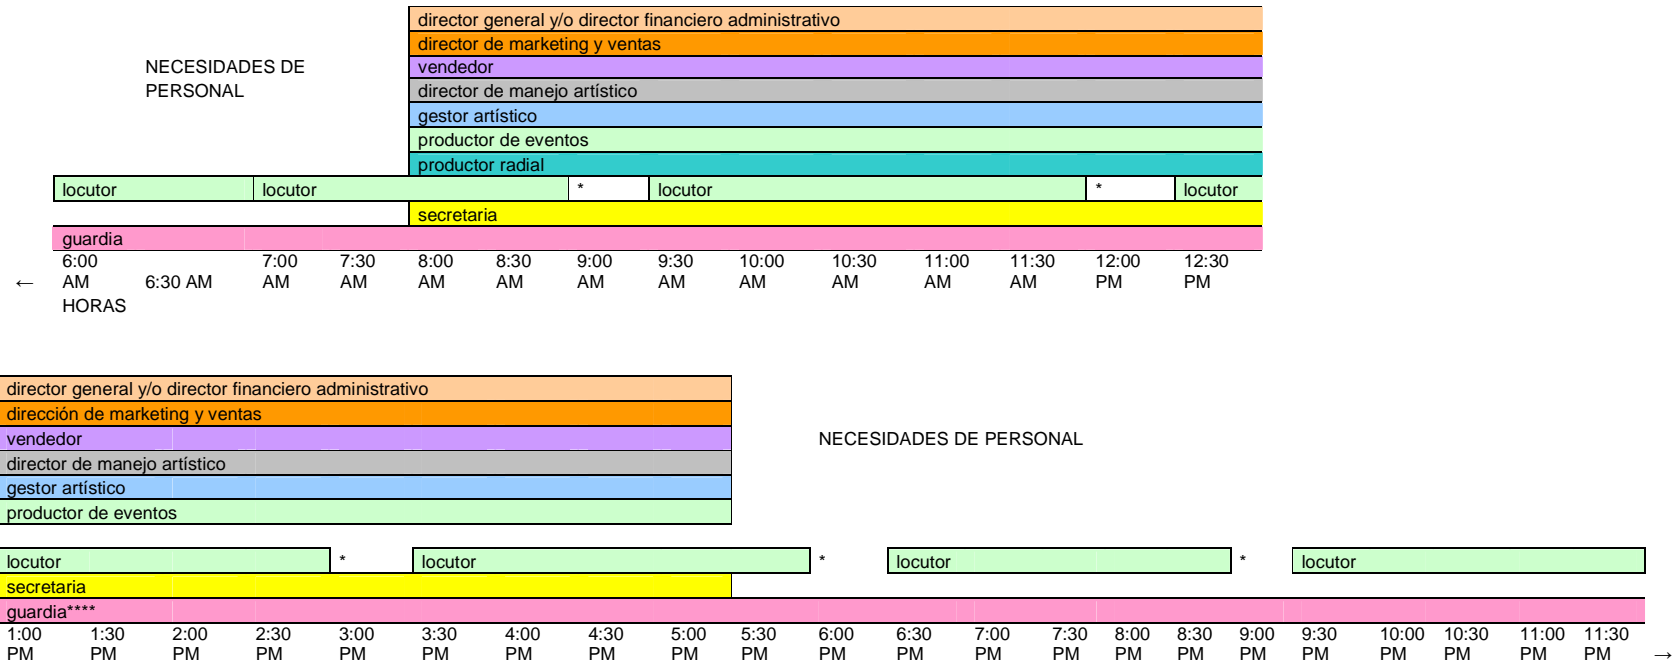 director general y/o director financiero administrativo
director de marketing y ventas
NECESIDADES DE
PERSONAL
vendedor
director de manejo artístico
gestor artístico
productor de eventos
productor radial
locutor locutor * locutor * locutor
secretaria
guardia
6:00 7:00 7:30 8:00 8:30 9:00 9:30 10:00 10:30 11:00 11:30 12:00 12:30
← AM 6:30 AM AM AM AM AM AM AM AM AM AM AM PM PM
HORAS
director general y/o director financiero administrativo
dirección de marketing y ventas
vendedor NECESIDADES DE PERSONAL
director de manejo artístico
gestor artístico
productor de eventos
locutor * locutor * locutor * locutor
secretaria
guardia****
1:00 1:30 2:00 2:30 3:00 3:30 4:00 4:30 5:00 5:30 6:00 6:30 7:00 7:30 8:00 8:30 9:00 9:30 10:00 10:30 11:00 11:30
PM PM PM PM PM PM PM PM PM PM PM PM PM PM PM PM PM PM PM PM PM PM →